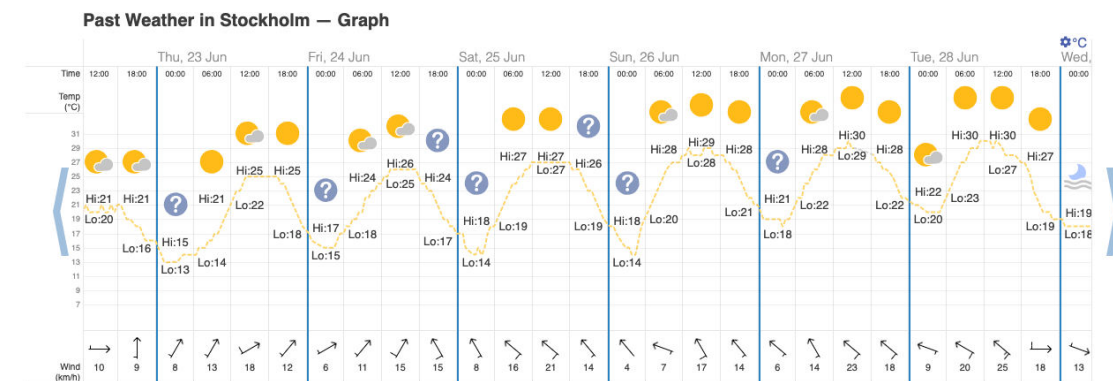 Past Weather in Stockholm — Graph
°C
Thu, 23 Jun Fri, 24 Jun Sat, 25 Jun Sun, 26 Jun Mon, 27 Jun Tue, 28 Jun Wed,
Time 12:00 18:00 00:00 06:00 12:00 18:00 00:00 06:00 15:00 18:00 00:00 06:00 12:00 18:00 00:00 06:00 12:00 18:00 00:00 06:00 12:00 18:00 00:00 06:00 12:00 18:00 00:00
Temp
(°C)
31
29
27
25
23
21
19
17
15
13
11
9
7
Hi:21 Hi:21 Hi:15 Hi:21 Hi:25 Hi:25 Hi:17 Hi:24 Hi:26 Hi:24 Hi:18 Hi:27 Hi:27 Hi:26 Hi:18 Hi:28 Hi:29 Hi:28 Hi:21 Hi:28 Hi:30 Hi:28 Hi:22 Hi:30 Hi:30 Hi:27 Hi:19
Lo:20 Lo:16 Lo:13 Lo:14 Lo:22 Lo:18 Lo:15 Lo:18 Lo:25 Lo:17 Lo:14 Lo:19 Lo:27 Lo:19 Lo:14 Lo:20 Lo:28 Lo:21 Lo:18 Lo:22 Lo:29 Lo:22 Lo:20 Lo:23 Lo:27 Lo:19 Lo:18
? ? ? ? ? ? ?
Wind
(km/h)
10 9 8 13 18 12 6 11 15 15 8 16 21 14 4 7 17 14 6 14 23 18 9 20 25 18 13